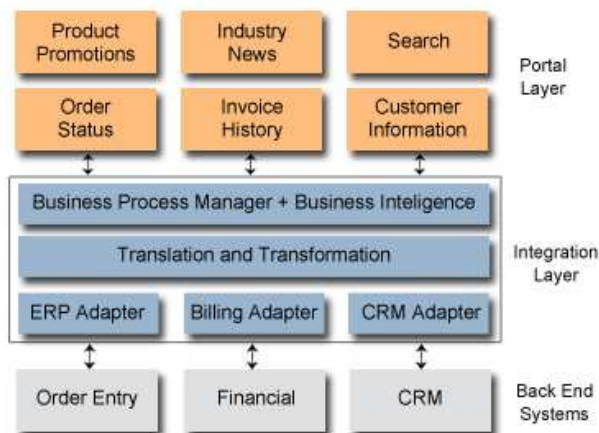 Product
Promotions
Industry
News
Search
Portal
Layer
Order
Status
Invoice
History
Customer
Information
Business Process Manager + Business Inteligence
Translation and Transformation
Integration
Layer
ERP Adapter
Billing Adapter
CRM Adapter
Order Entry
Financial
CRM
Back End
Systems